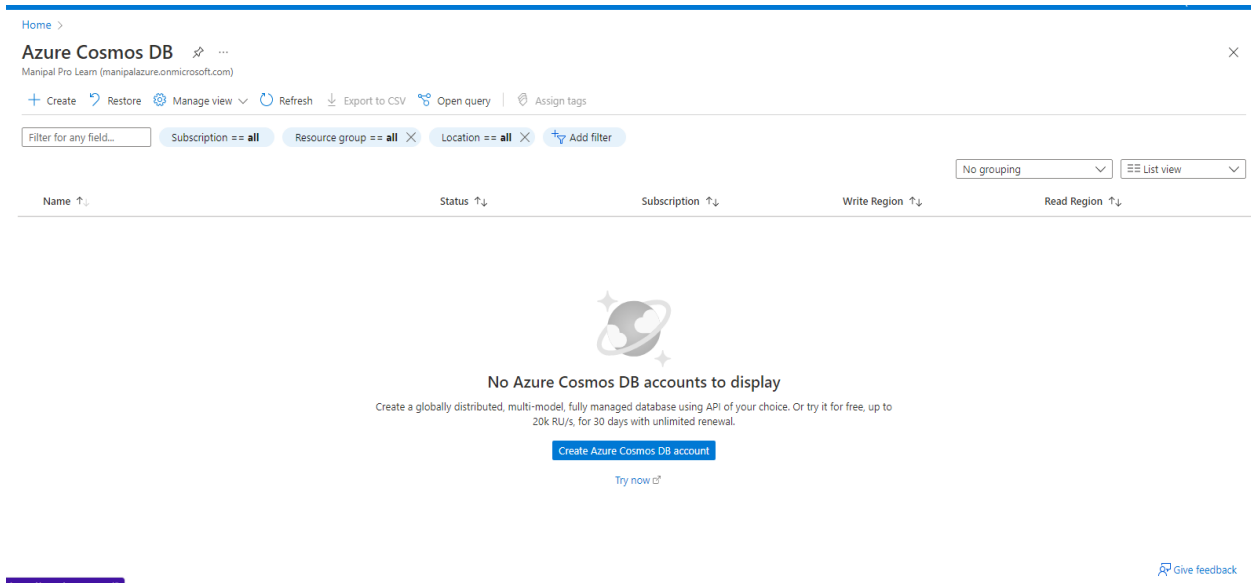 Home >
Azure Cosmos DB ...
Manipal Pro Learn (manipalazure.onmicrosoft.com)
+ Create Restore Manage view Refresh Export to CSV Open query Assign tags
Filter for any field... Subscription == all Resource group == all Location == all Add filter
No grouping List view
Name Status Subscription Write Region Read Region
No Azure Cosmos DB accounts to display
Create a globally distributed, multi-model, fully managed database using API of your choice. Or try it for free, up to
20k RU/s, for 30 days with unlimited renewal.
Create Azure Cosmos DB account
Try now
Give feedback